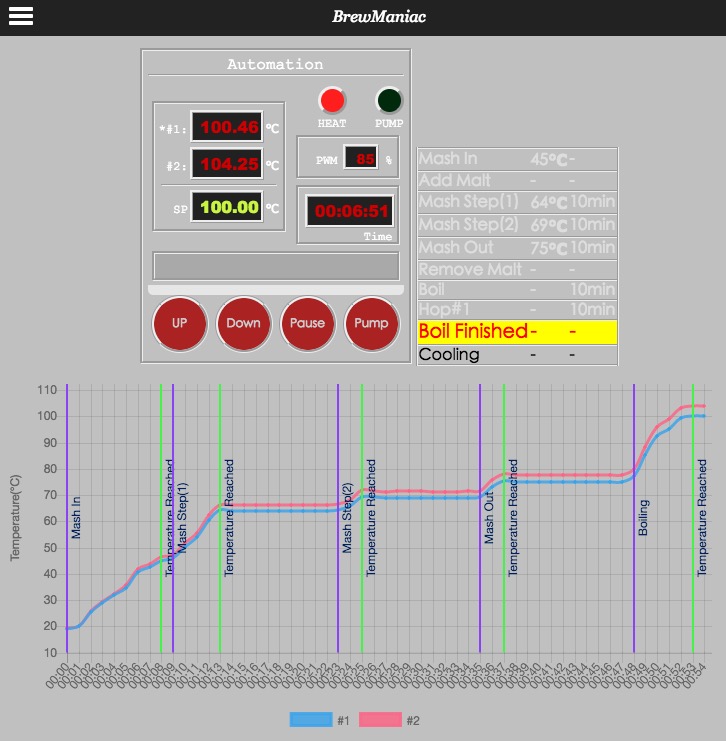 BrewManiac
Automation
HEAT PUMP
*#1: 100.46 °C
#2: 104.25 °C
PWM 85 %
SP 100.00 °C
00:06:51
Time
UP Down Pause Pump
Mash In 45°C -
Add Malt - -
Mash Step(1) 64°C 10min
Mash Step(2) 69°C 10min
Mash Out 75°C 10min
Remove Malt - -
Boil - 10min
Hop#1 - 10min
Boil Finished - -
Cooling - -
110
100
90
80
70
60
50
40
30
20
10
Temperature(°C)
Mash In
Temperature Reached
Mash Step(1)
Temperature Reached
Mash Step(2)
Temperature Reached
Mash Out
Temperature Reached
Boiling
Temperature Reached
00:00 00:01 00:02 00:03 00:04 00:05 00:06 00:07 00:08 00:09 00:10 00:11 00:12 00:13 00:14 00:15 00:16 00:17 00:18 00:19 00:20 00:21 00:22 00:23 00:24 00:25 00:26 00:27 00:28 00:29 00:30 00:31 00:32 00:33 00:34 00:35 00:36 00:37 00:38 00:39 00:40 00:41 00:42 00:43 00:44 00:45 00:46 00:47 00:48 00:49 00:50 00:51 00:52 00:53 00:54
#1 #2